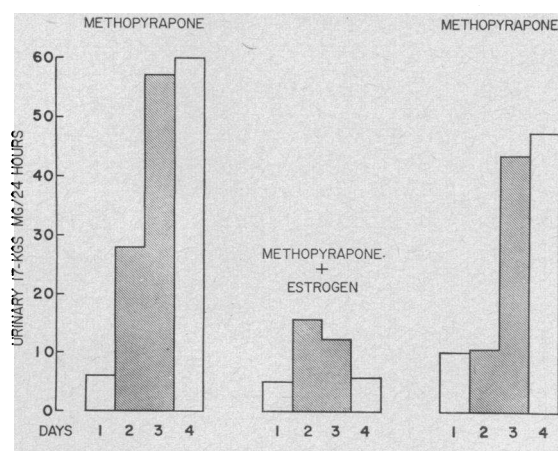 METHOPYRAPONE
METHOPYRAPONE
60
50
40
30
20
10
0
URINARY 17-KGS MG/24 HOURS
METHOPYRAPONE
+
ESTROGEN
DAYS 1 2 3 4 1 2 3 4 1 2 3 4